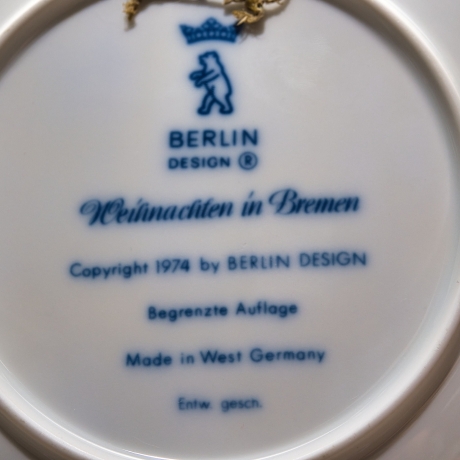 BERLIN
DESIGN ®
Weihnachten in Bremen
Copyright 1974 by BERLIN DESIGN
Begrenzte Auflage
Made in West Germany
Entw. gesch.